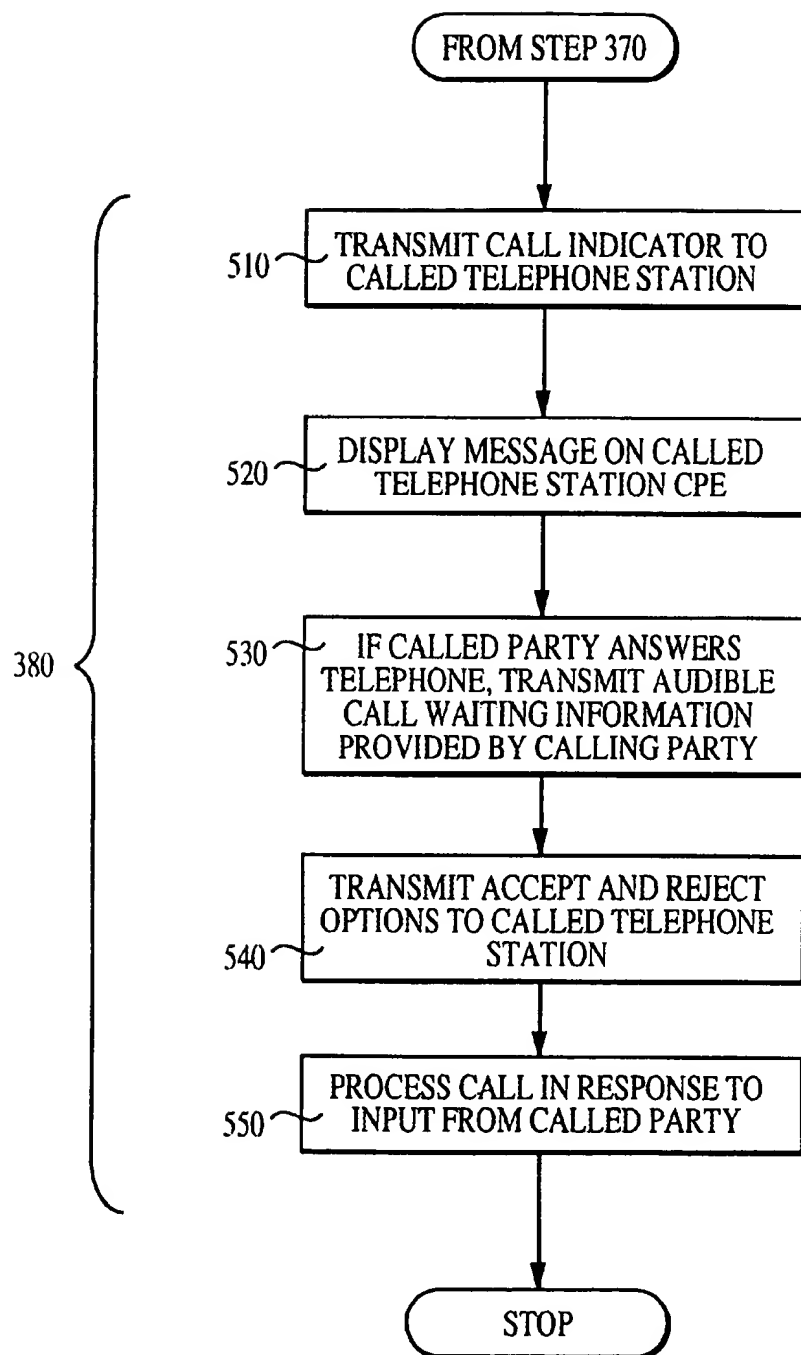 FROM STEP 370
510
TRANSMIT CALL INDICATOR TO
CALLED TELEPHONE STATION
520
DISPLAY MESSAGE ON CALLED
TELEPHONE STATION CPE
380
530
IF CALLED PARTY ANSWERS
TELEPHONE, TRANSMIT AUDIBLE
CALL WAITING INFORMATION
PROVIDED BY CALLING PARTY
540
TRANSMIT ACCEPT AND REJECT
OPTIONS TO CALLED TELEPHONE
STATION
550
PROCESS CALL IN RESPONSE TO
INPUT FROM CALLED PARTY
STOP